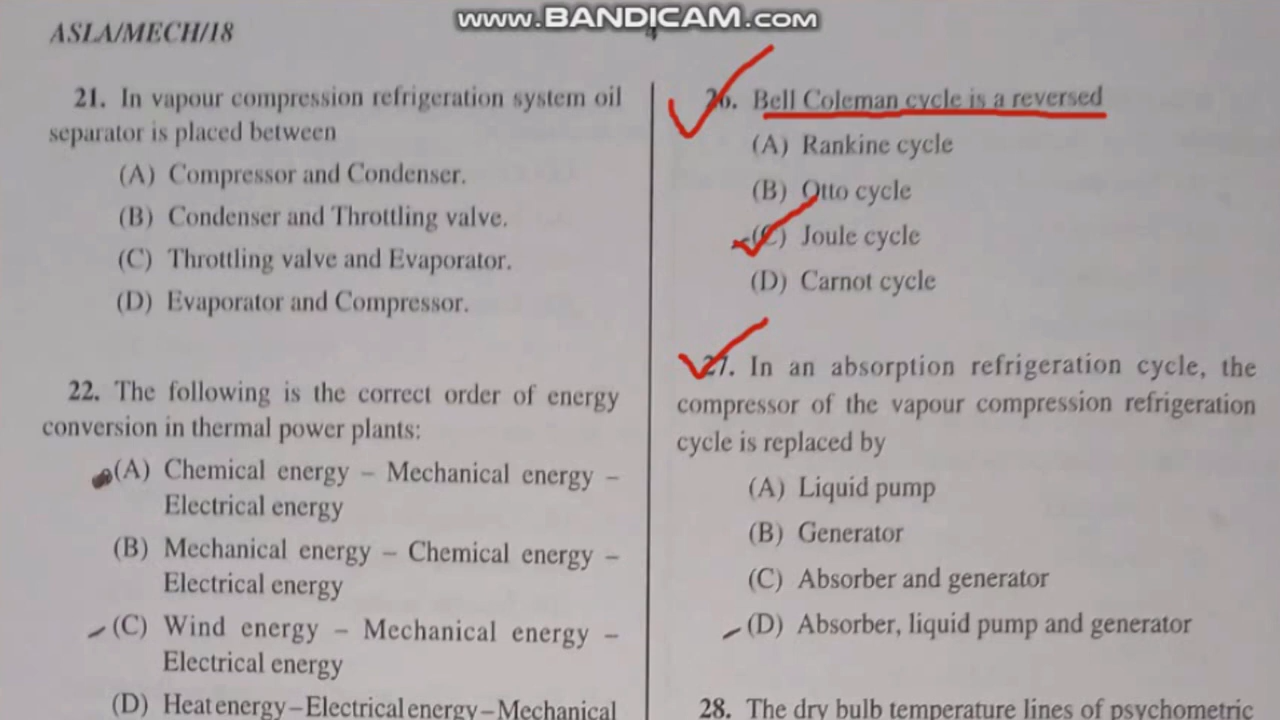 www.BANDICAM.com
ASLA/MECH/18
4
21. In vapour compression refrigeration system oil
separator is placed between
(A) Compressor and Condenser.
(B) Condenser and Throttling valve.
(C) Throttling valve and Evaporator.
(D) Evaporator and Compressor.
22. The following is the correct order of energy
conversion in thermal power plants:
(A) Chemical energy – Mechanical energy –
Electrical energy
(B) Mechanical energy – Chemical energy –
Electrical energy
(C) Wind energy – Mechanical energy –
Electrical energy
(D) Heat energy – Electrical energy – Mechanical
26. Bell Coleman cycle is a reversed
(A) Rankine cycle
(B) Otto cycle
(C) Joule cycle
(D) Carnot cycle
27. In an absorption refrigeration cycle, the
compressor of the vapour compression refrigeration
cycle is replaced by
(A) Liquid pump
(B) Generator
(C) Absorber and generator
(D) Absorber, liquid pump and generator
28. The dry bulb temperature lines of psychometric